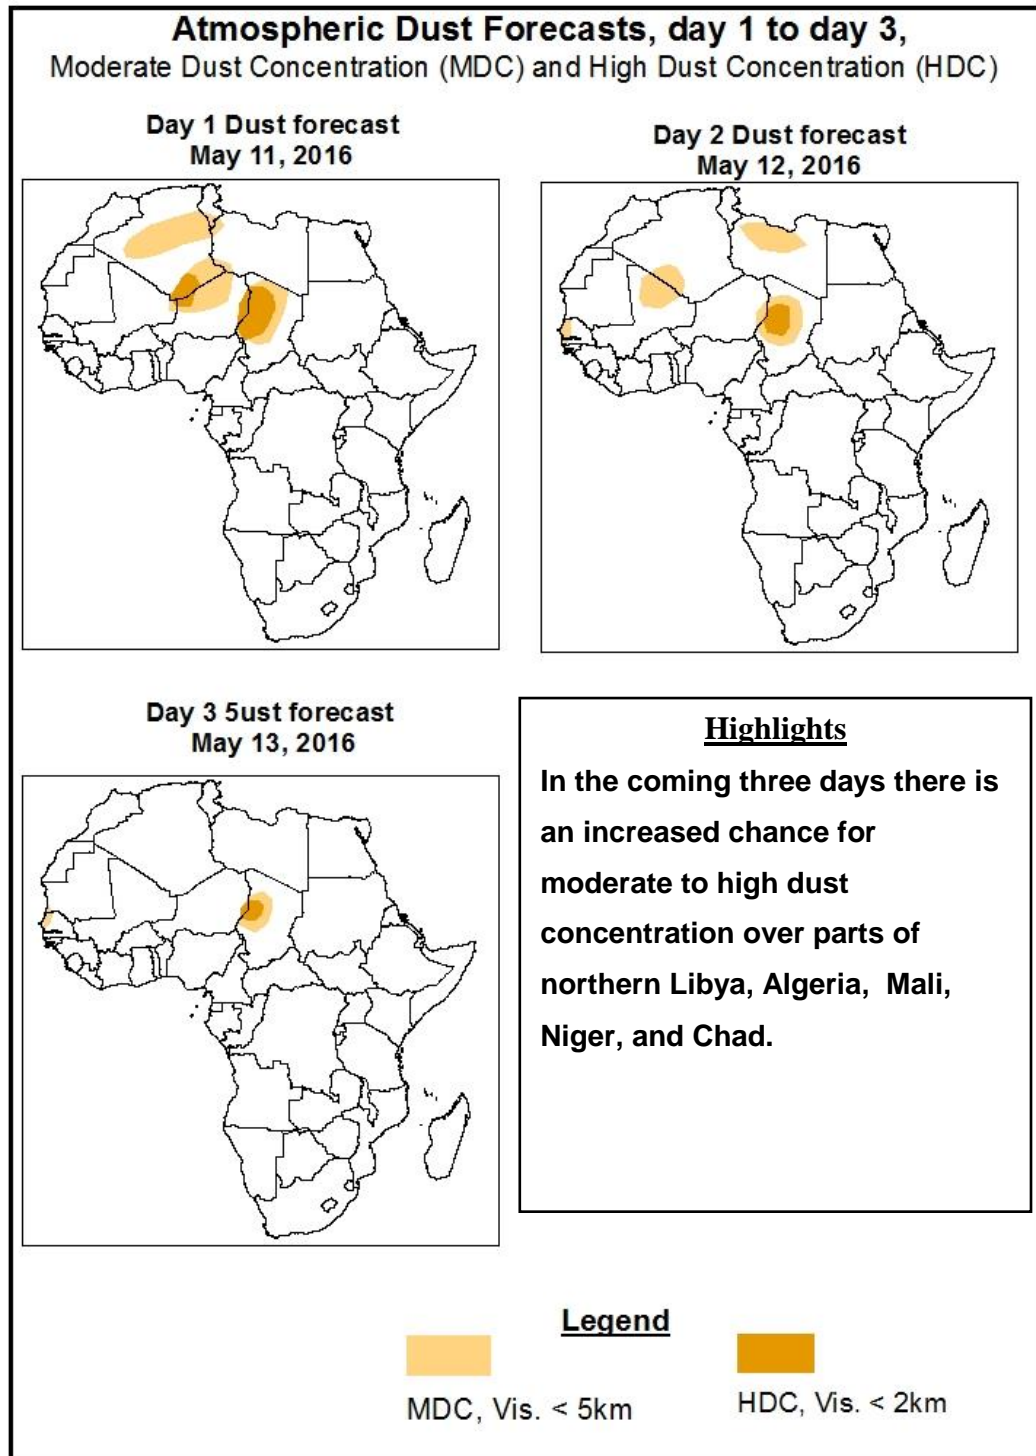 Atmospheric Dust Forecasts, day 1 to day 3,
Moderate Dust Concentration (MDC) and High Dust Concentration (HDC)
Day 1 Dust forecast
May 11, 2016
Day 2 Dust forecast
May 12, 2016
Day 3 5ust forecast
May 13, 2016
Highlights
In the coming three days there is
an increased chance for
moderate to high dust
concentration over parts of
northern Libya, Algeria,  Mali,
Niger, and Chad.
Legend
MDC, Vis. < 5km
HDC, Vis. < 2km